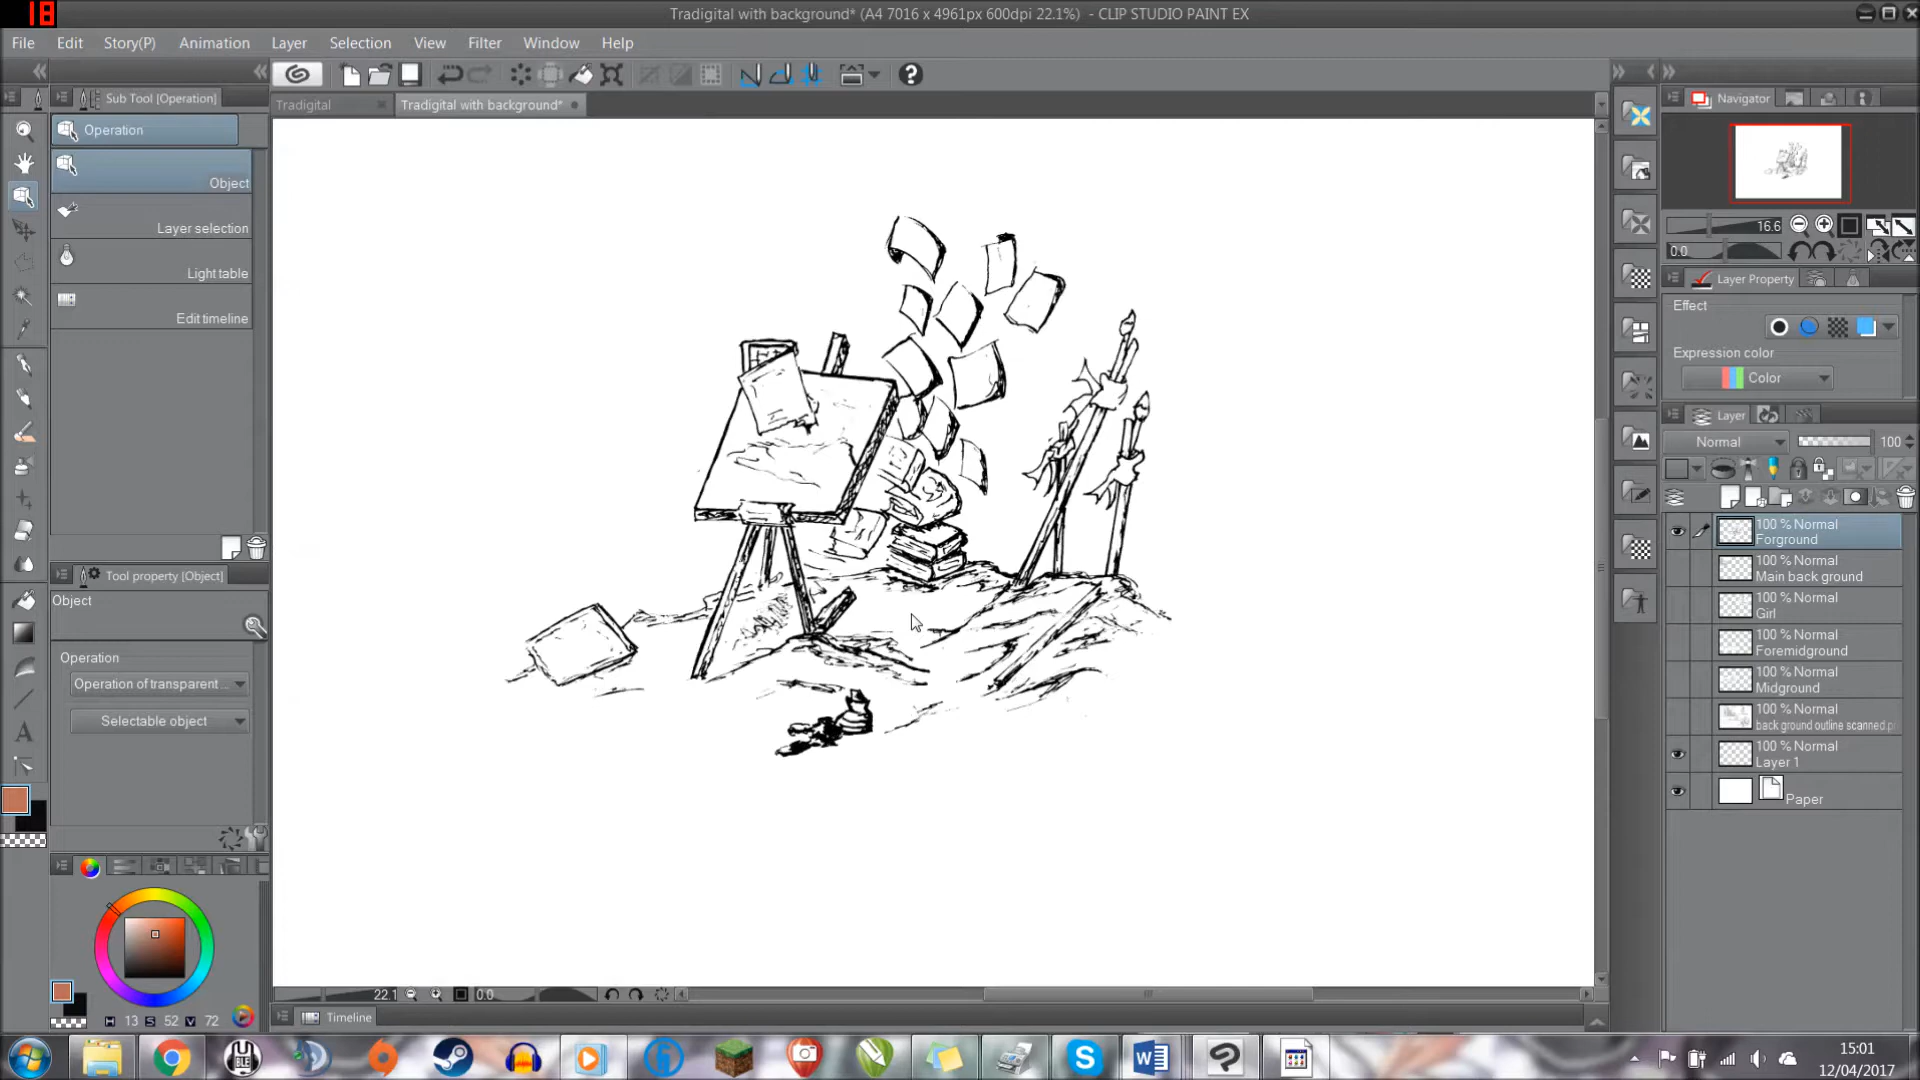 18
Tradigital with background* (A4 7016 x 4961px 600dpi 22.1%) - CLIP STUDIO PAINT EX
File Edit Story(P) Animation Layer Selection View Filter Window Help
Sub Tool [Operation]
Tradigital
Tradigital with background*
Navigator
Operation
Object
Layer selection
Light table
Edit timeline
16.6
0.0
Layer Property
Effect
Expression color
Color
Layer
Normal
100
100 % Normal
Forground
100 % Normal
Main back ground
100 % Normal
Girl
100 % Normal
Foremidground
100 % Normal
Midground
100 % Normal
back ground outline scanned.p
100 % Normal
Layer 1
Paper
Tool property [Object]
Object
Operation
Operation of transparent ...
Selectable object
H 13 S 52 V 72
22.1
0.0
Timeline
15:01
12/04/2017